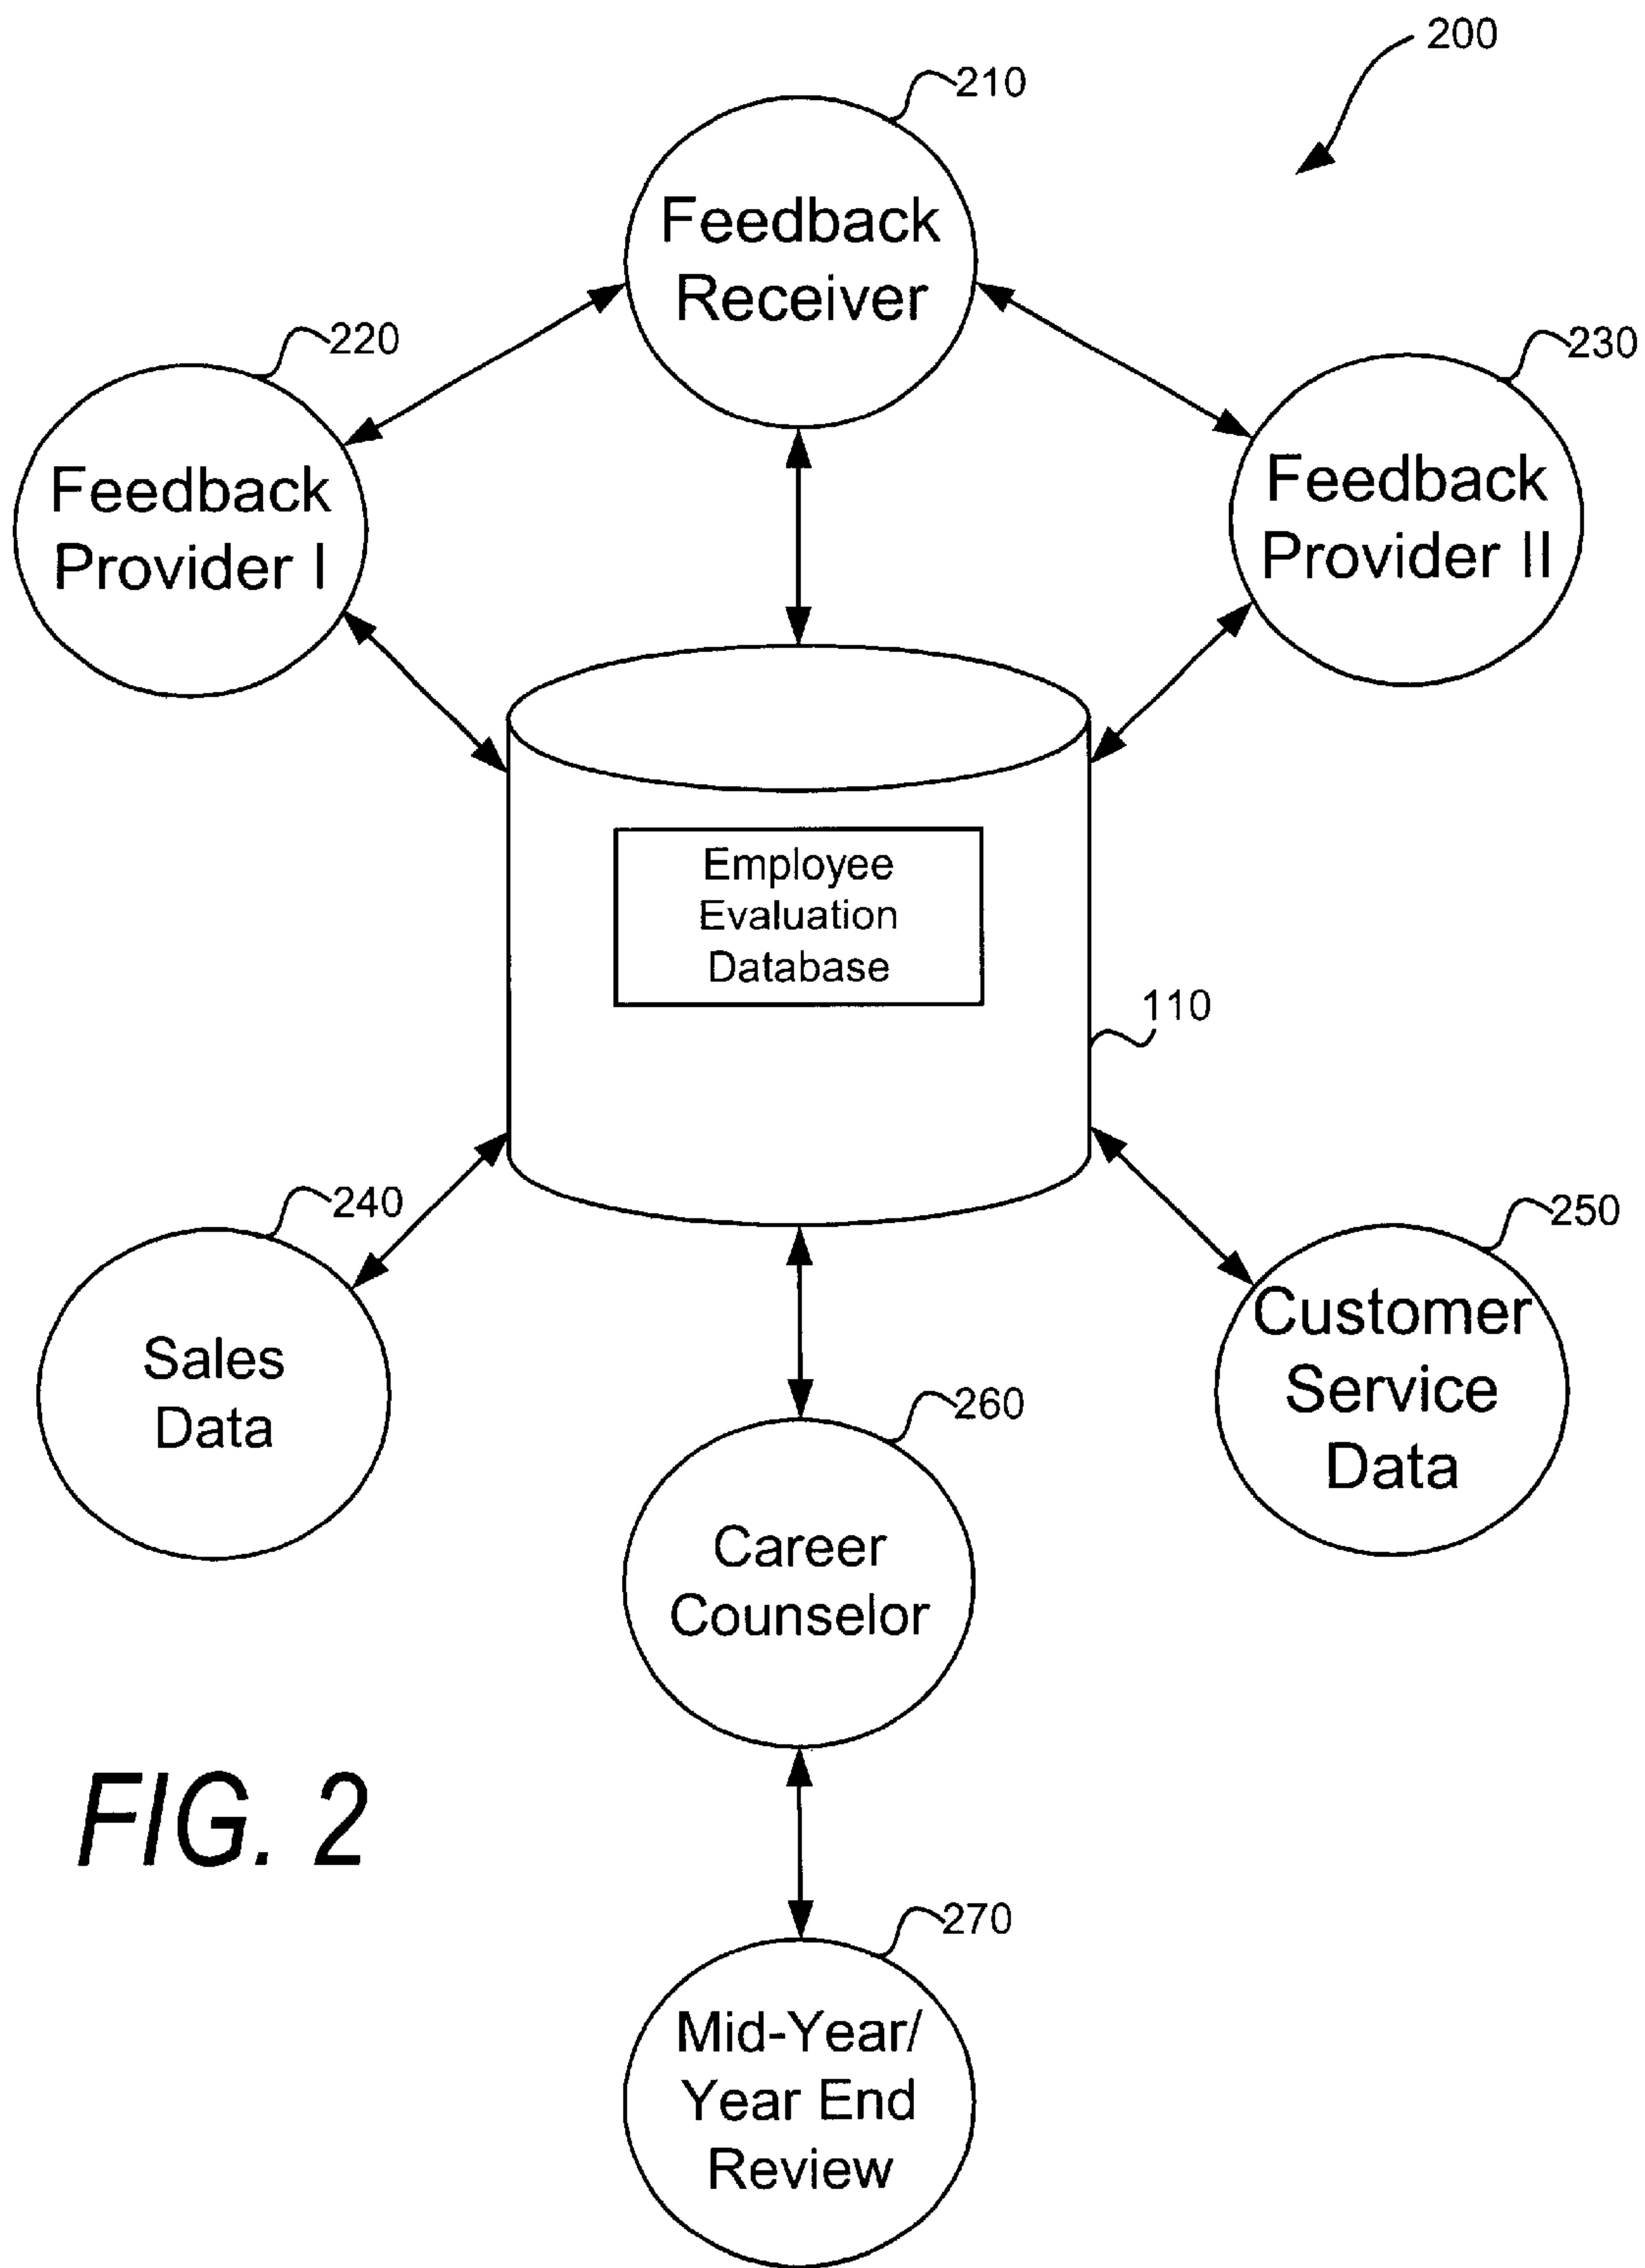 200
210
Feedback
Receiver
220
230
Feedback
Provider I
Feedback
Provider II
Employee
Evaluation
Database
110
240
250
Sales
Data
Customer
Service
Data
260
Career
Counselor
FIG. 2
270
Mid-Year/
Year End
Review